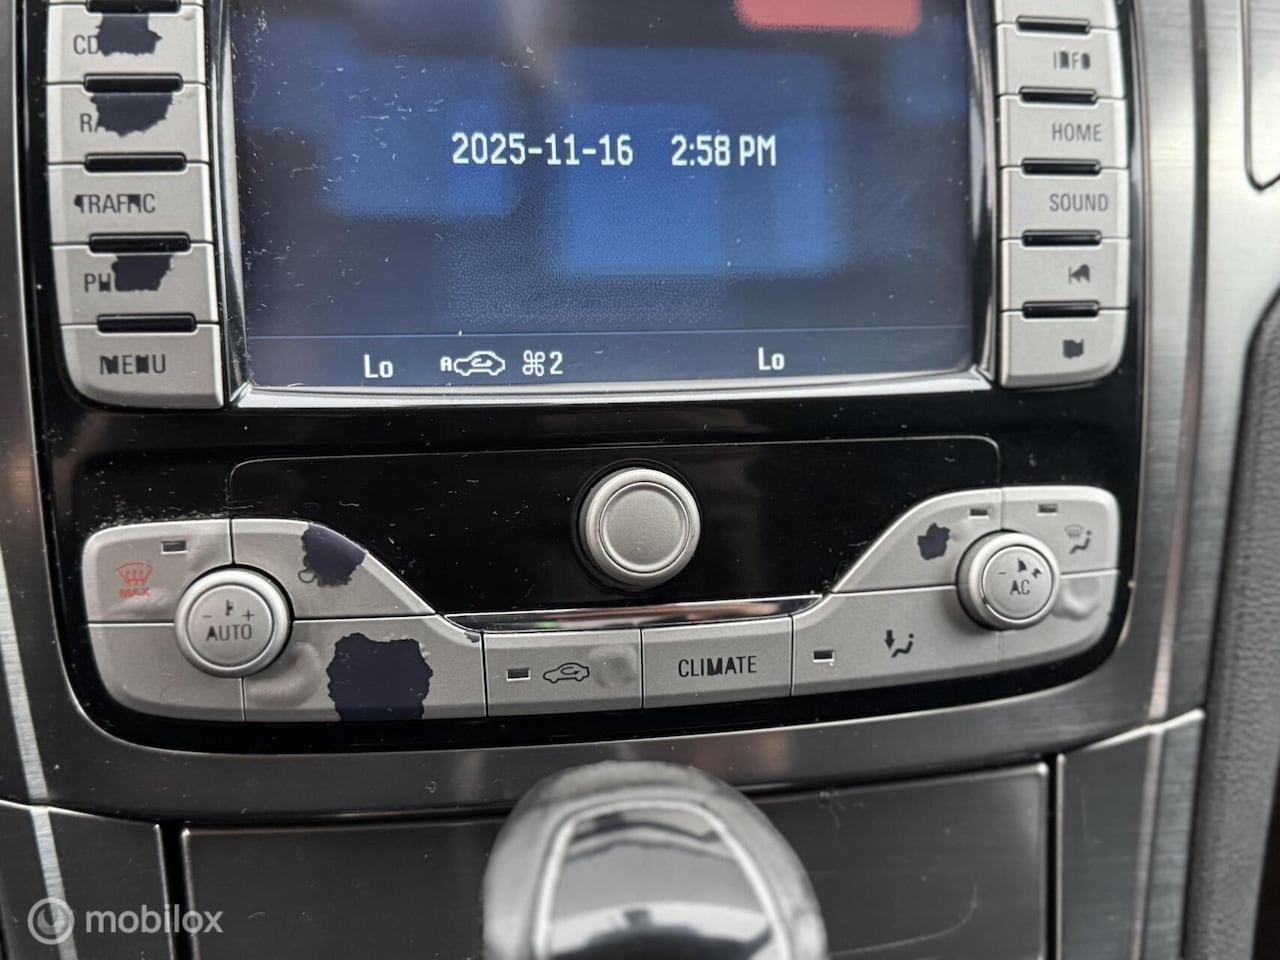 CD
INFO
HOME
2025-11-16 2:58 PM
TRAFFIC
SOUND
PH
MENU
Lo A 2 Lo
MAX
- +
AUTO
-
AC
CLIMATE
mobilox